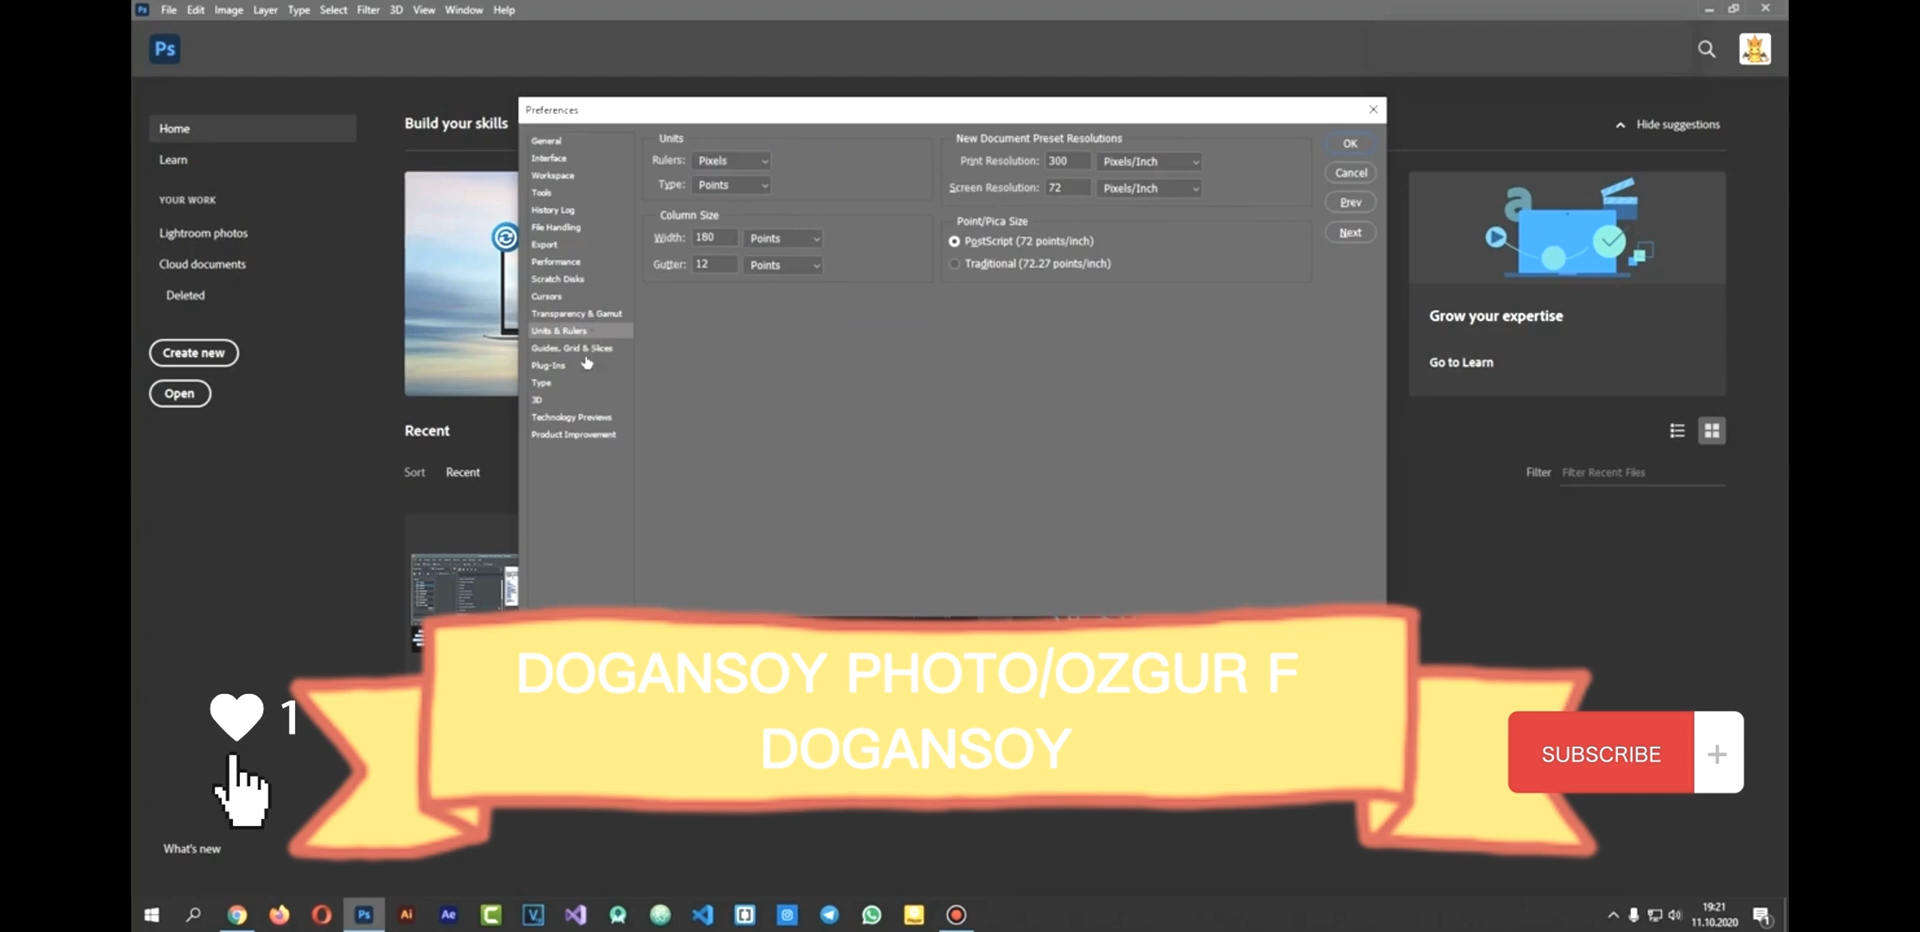 Ps File Edit Image Layer Type Select Filter 3D View Window Help
Ps
Home
Learn
YOUR WORK
Lightroom photos
Cloud documents
Deleted
Create new
Open
What's new
Build your skills
Hide suggestions
Recent
Sort Recent
Filter Filter Recent Files
Preferences
General
Interface
Workspace
Tools
History Log
File Handling
Export
Performance
Scratch Disks
Cursors
Transparency & Gamut
Units & Rulers
Guides, Grid & Slices
Plug-Ins
Type
3D
Technology Previews
Product Improvement
Units
Rulers: Pixels
Type: Points
Column Size
Width: 180 Points
Gutter: 12 Points
New Document Preset Resolutions
Print Resolution: 300 Pixels/Inch
Screen Resolution: 72 Pixels/Inch
Point/Pica Size
PostScript (72 points/inch)
Traditional (72.27 points/inch)
OK
Cancel
Prev
Next
a
Grow your expertise
Go to Learn
DOGANSOY PHOTO/OZGUR F
DOGANSOY
1
SUBSCRIBE +
Ps Ai Ae C V
19:21
11.10.2020
1